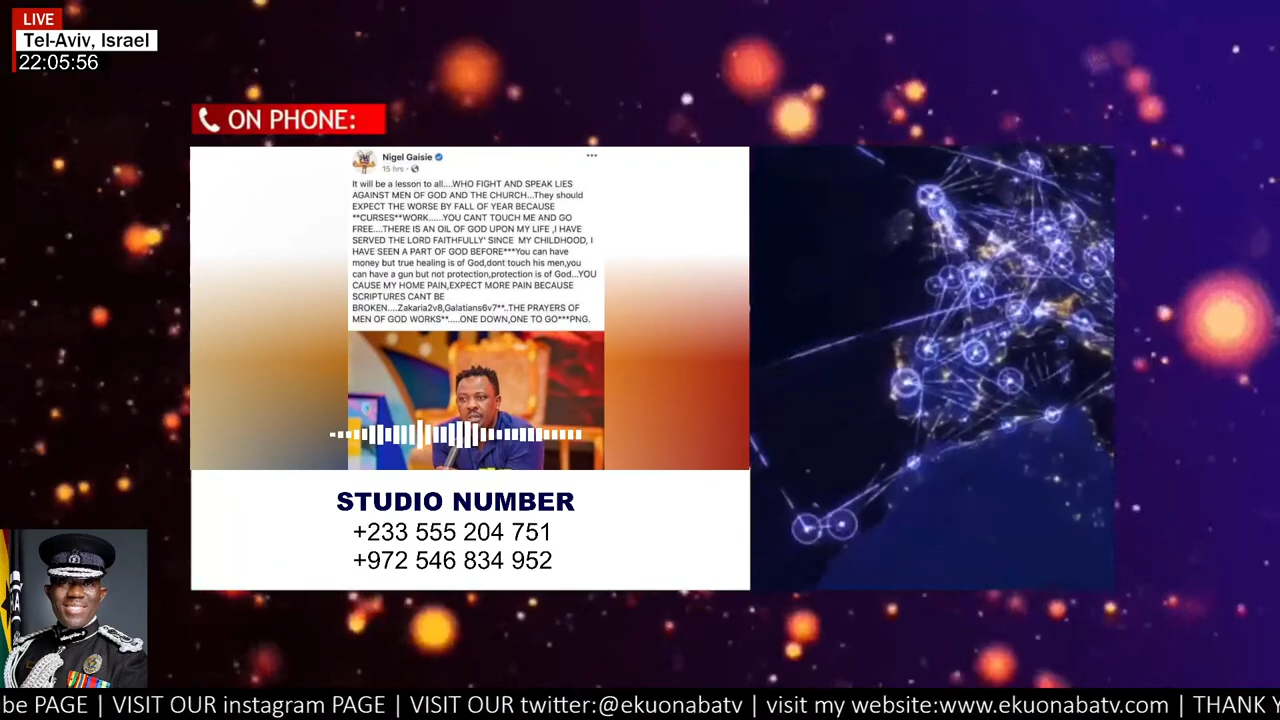 LIVE
Tel-Aviv, Israel
22:05:56
ON PHONE:
Nigel Gaisie
15 hrs ·
It will be a lesson to all....WHO FIGHT AND SPEAK LIES
AGAINST MEN OF GOD AND THE CHURCH...They should
EXPECT THE WORSE BY FALL OF YEAR BECAUSE
**CURSES**WORK......YOU CANT TOUCH ME AND GO
FREE....THERE IS AN OIL OF GOD UPON MY LIFE ,I HAVE
SERVED THE LORD FAITHFULLY' SINCE MY CHILDHOOD, I
HAVE SEEN A PART OF GOD BEFORE***You can have
money but true healing is of God,dont touch his men,you
can have a gun but not protection,protection is of God...YOU
CAUSE MY HOME PAIN,EXPECT MORE PAIN BECAUSE
SCRIPTURES CANT BE
BROKEN....Zakaria2v8,Galatians6v7**..THE PRAYERS OF
MEN OF GOD WORKS**.....ONE DOWN,ONE TO GO***PNG.
STUDIO NUMBER
+233 555 204 751
+972 546 834 952
be PAGE | VISIT OUR instagram PAGE | VISIT OUR twitter:@ekuonabatv | visit my website:www.ekuonabatv.com | THANK Y